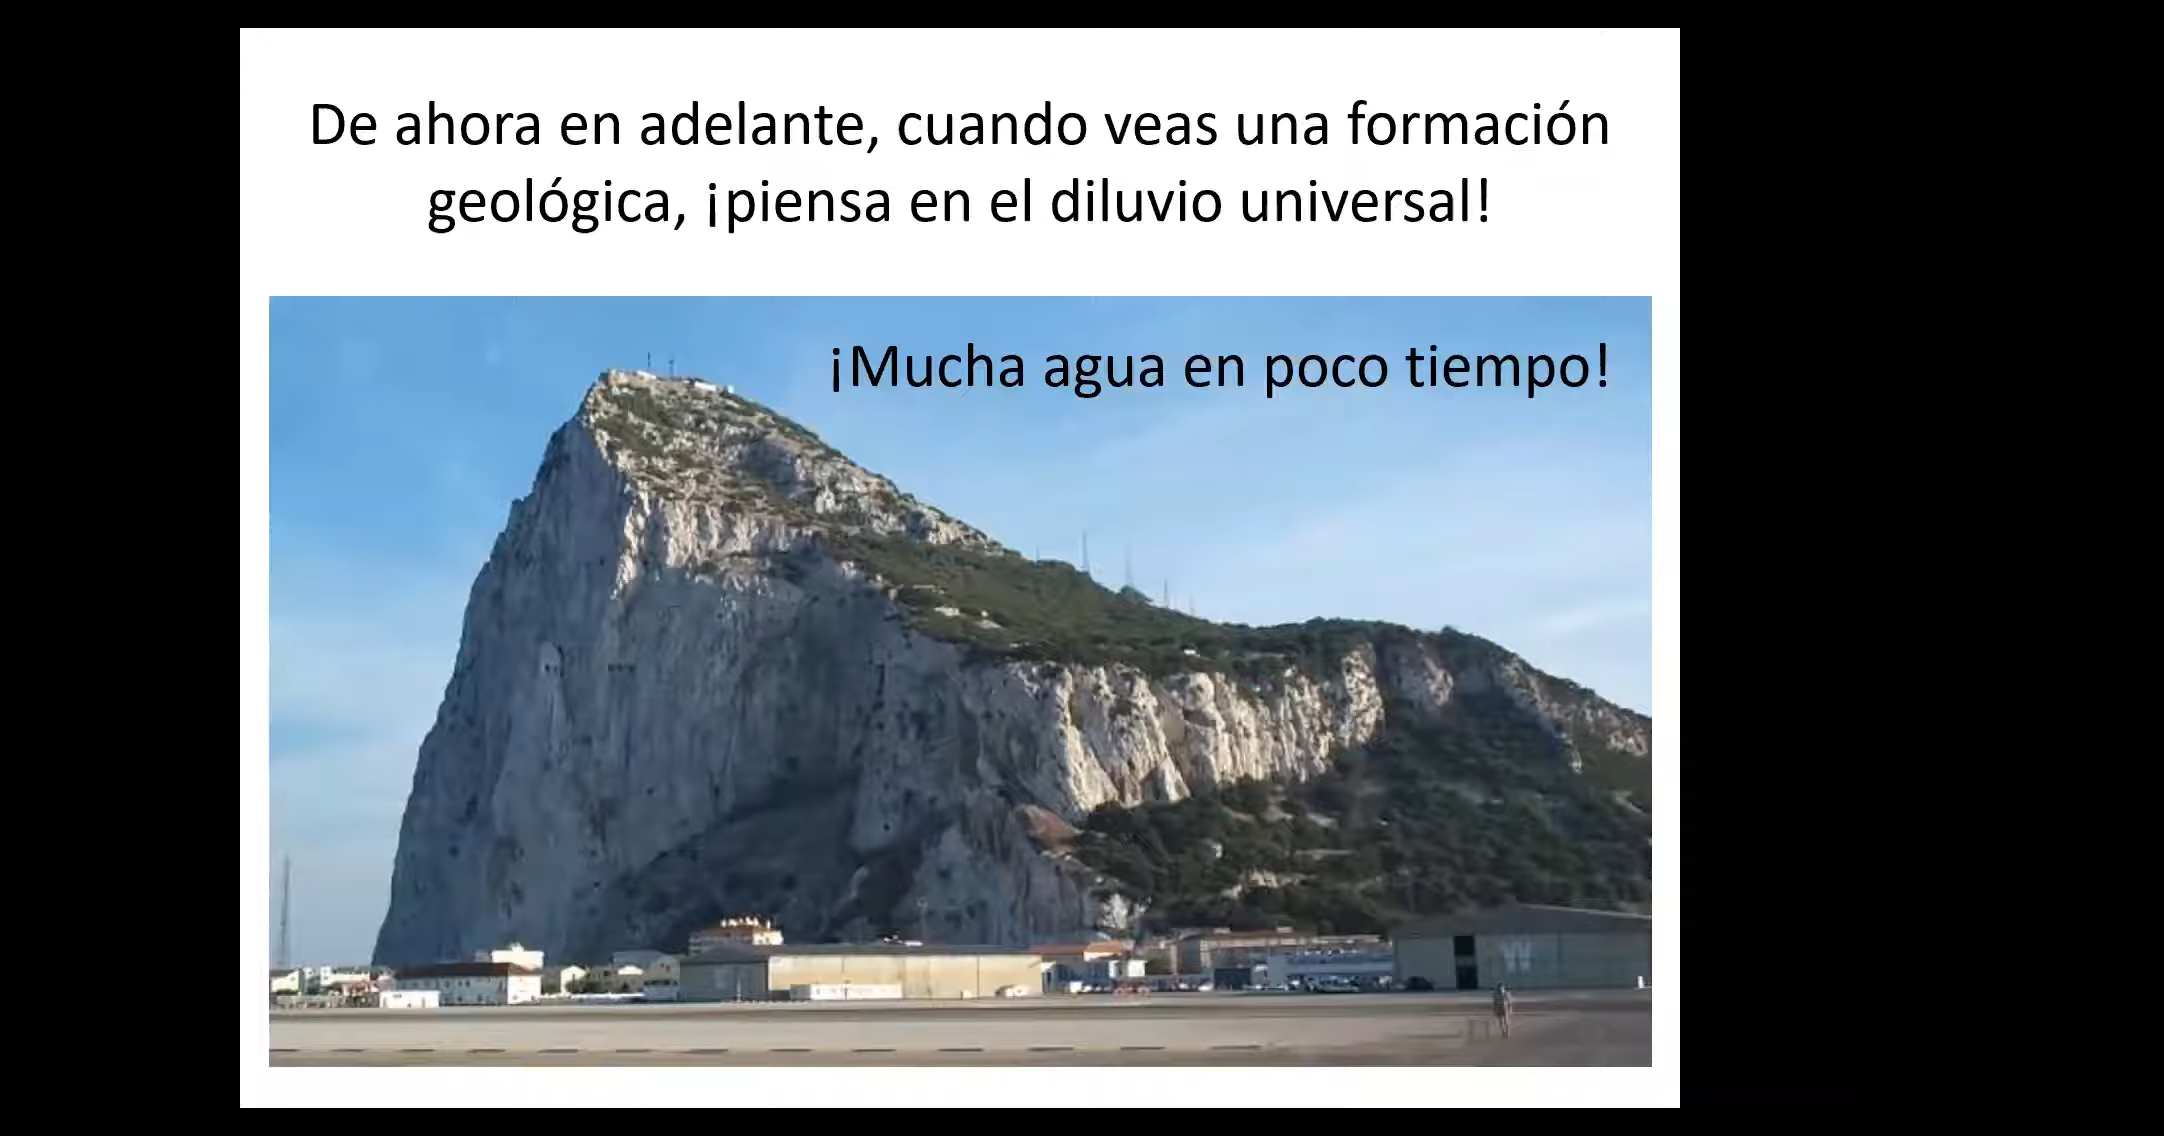 De ahora en adelante, cuando veas una formación
geológica, ¡piensa en el diluvio universal!
¡Mucha agua en poco tiempo!